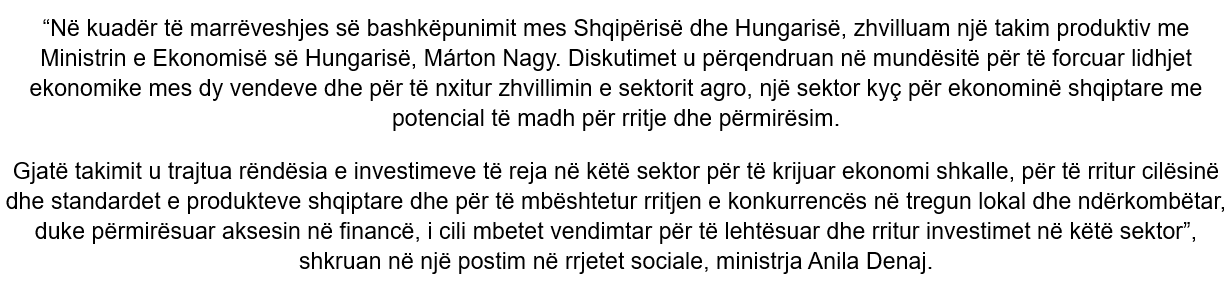 “Në kuadër të marrëveshjes së bashkëpunimit mes Shqipërisë dhe Hungarisë, zhvilluam një takim produktiv me
Ministrin e Ekonomisë së Hungarisë, Márton Nagy. Diskutimet u përqendruan në mundësitë për të forcuar lidhjet
ekonomike mes dy vendeve dhe për të nxitur zhvillimin e sektorit agro, një sektor kyç për ekonominë shqiptare me
potencial të madh për rritje dhe përmirësim.
Gjatë takimit u trajtua rëndësia e investimeve të reja në këtë sektor për të krijuar ekonomi shkalle, për të rritur cilësinë
dhe standardet e produkteve shqiptare dhe për të mbështetur rritjen e konkurrencës në tregun lokal dhe ndërkombëtar,
duke përmirësuar aksesin në financë, i cili mbetet vendimtar për të lehtësuar dhe rritur investimet në këtë sektor”,
shkruan në një postim në rrjetet sociale, ministrja Anila Denaj.